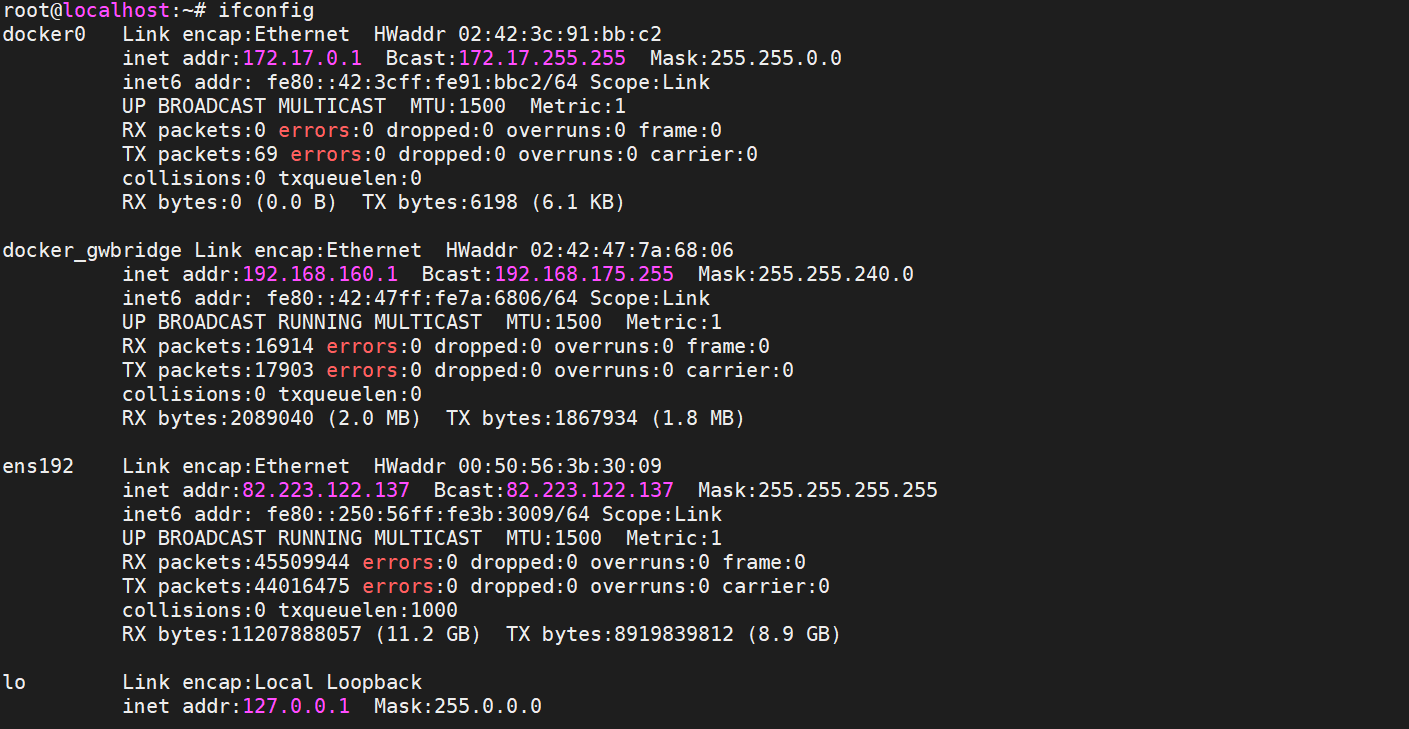 root@localhost:~# ifconfig
docker0   Link encap:Ethernet  HWaddr 02:42:3c:91:bb:c2
          inet addr:172.17.0.1  Bcast:172.17.255.255  Mask:255.255.0.0
          inet6 addr: fe80::42:3cff:fe91:bbc2/64 Scope:Link
          UP BROADCAST MULTICAST  MTU:1500  Metric:1
          RX packets:0 errors:0 dropped:0 overruns:0 frame:0
          TX packets:69 errors:0 dropped:0 overruns:0 carrier:0
          collisions:0 txqueuelen:0
          RX bytes:0 (0.0 B)  TX bytes:6198 (6.1 KB)

docker_gwbridge Link encap:Ethernet  HWaddr 02:42:47:7a:68:06
          inet addr:192.168.160.1  Bcast:192.168.175.255  Mask:255.255.240.0
          inet6 addr: fe80::42:47ff:fe7a:6806/64 Scope:Link
          UP BROADCAST RUNNING MULTICAST  MTU:1500  Metric:1
          RX packets:16914 errors:0 dropped:0 overruns:0 frame:0
          TX packets:17903 errors:0 dropped:0 overruns:0 carrier:0
          collisions:0 txqueuelen:0
          RX bytes:2089040 (2.0 MB)  TX bytes:1867934 (1.8 MB)

ens192    Link encap:Ethernet  HWaddr 00:50:56:3b:30:09
          inet addr:82.223.122.137  Bcast:82.223.122.137  Mask:255.255.255.255
          inet6 addr: fe80::250:56ff:fe3b:3009/64 Scope:Link
          UP BROADCAST RUNNING MULTICAST  MTU:1500  Metric:1
          RX packets:45509944 errors:0 dropped:0 overruns:0 frame:0
          TX packets:44016475 errors:0 dropped:0 overruns:0 carrier:0
          collisions:0 txqueuelen:1000
          RX bytes:11207888057 (11.2 GB)  TX bytes:8919839812 (8.9 GB)

lo        Link encap:Local Loopback
          inet addr:127.0.0.1  Mask:255.0.0.0